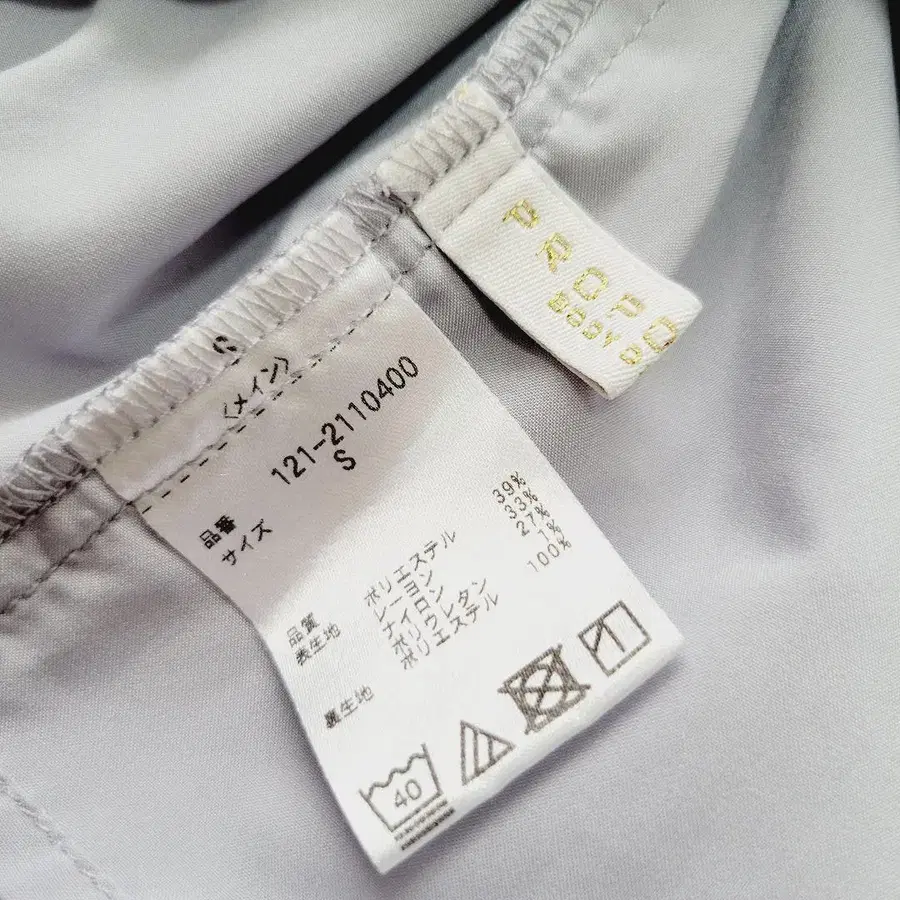 PROPO
BODY D
〈メイン〉
品番 121-2110400
サイズ S
品質
表生地 ポリエステル 39%
レーヨン 33%
ナイロン 27%
ポリウレタン 1%
裏生地 ポリエステル 100%
40